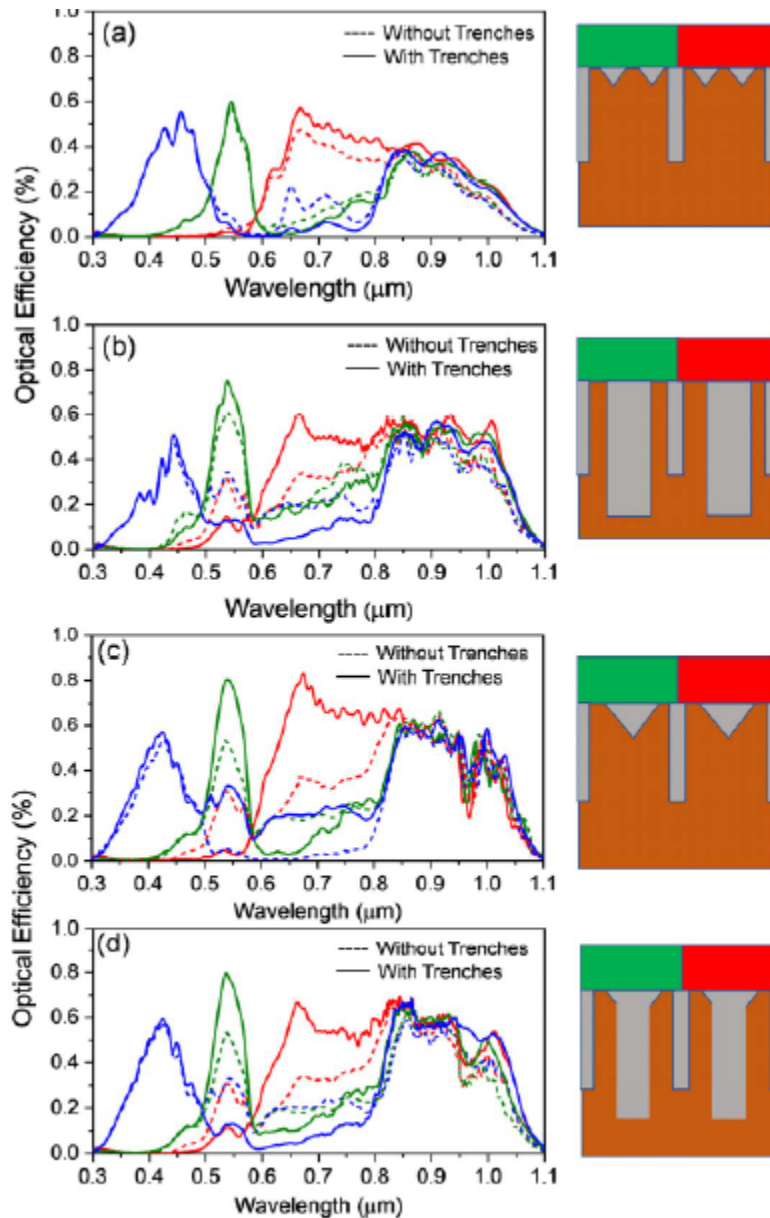 (a)
Without Trenches
With Trenches
1.0
0.8
0.6
0.4
0.2
0.0
0.3 0.4 0.5 0.6 0.7 0.8 0.9 1.0 1.1
Wavelength (μm)
Optical Efficiency (%)
(b)
Without Trenches
With Trenches
1.0
0.8
0.6
0.4
0.2
0.0
0.3 0.4 0.5 0.6 0.7 0.8 0.9 1.0 1.1
Wavelength (μm)
(c)
Without Trenches
With Trenches
1.0
0.8
0.6
0.4
0.2
0.0
0.3 0.4 0.5 0.6 0.7 0.8 0.9 1.0 1.1
Wavelength (μm)
Optical Efficiency (%)
(d)
Without Trenches
With Trenches
1.0
0.8
0.6
0.4
0.2
0.0
0.3 0.4 0.5 0.6 0.7 0.8 0.9 1.0 1.1
Wavelength (μm)